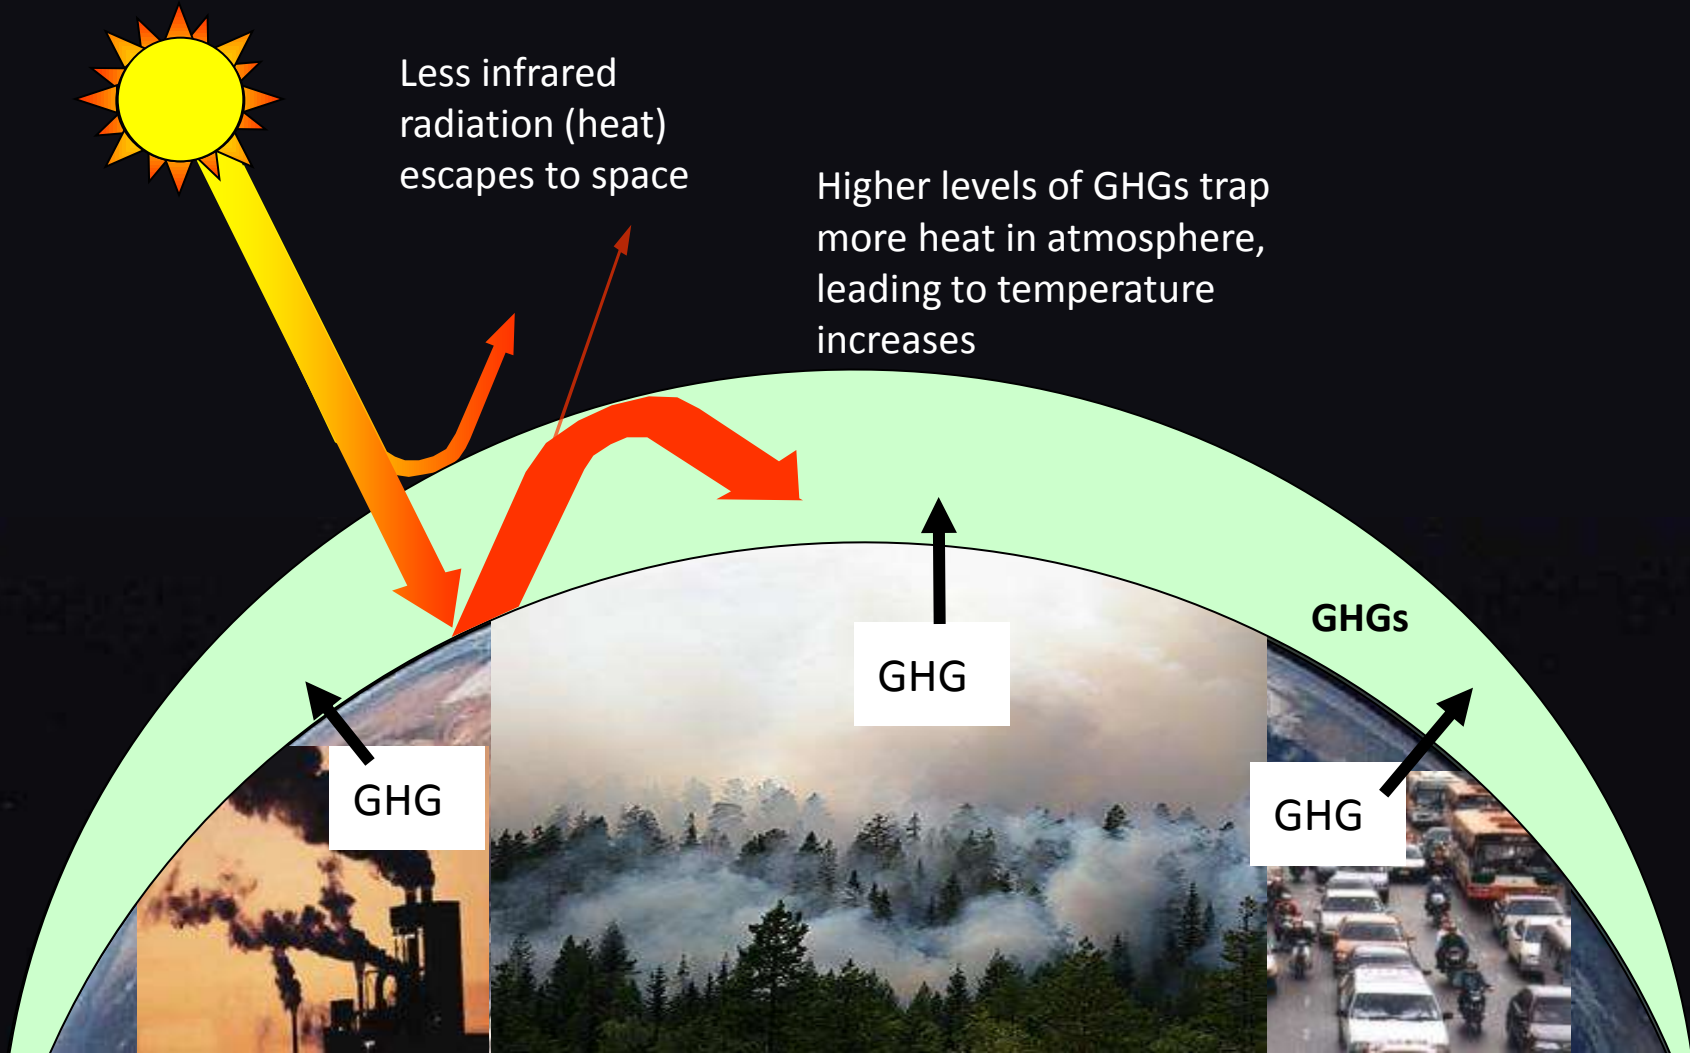 Less infrared
radiation (heat)
escapes to space
Higher levels of GHGs trap
more heat in atmosphere,
leading to temperature
increases
GHGs
GHG
GHG
GHG